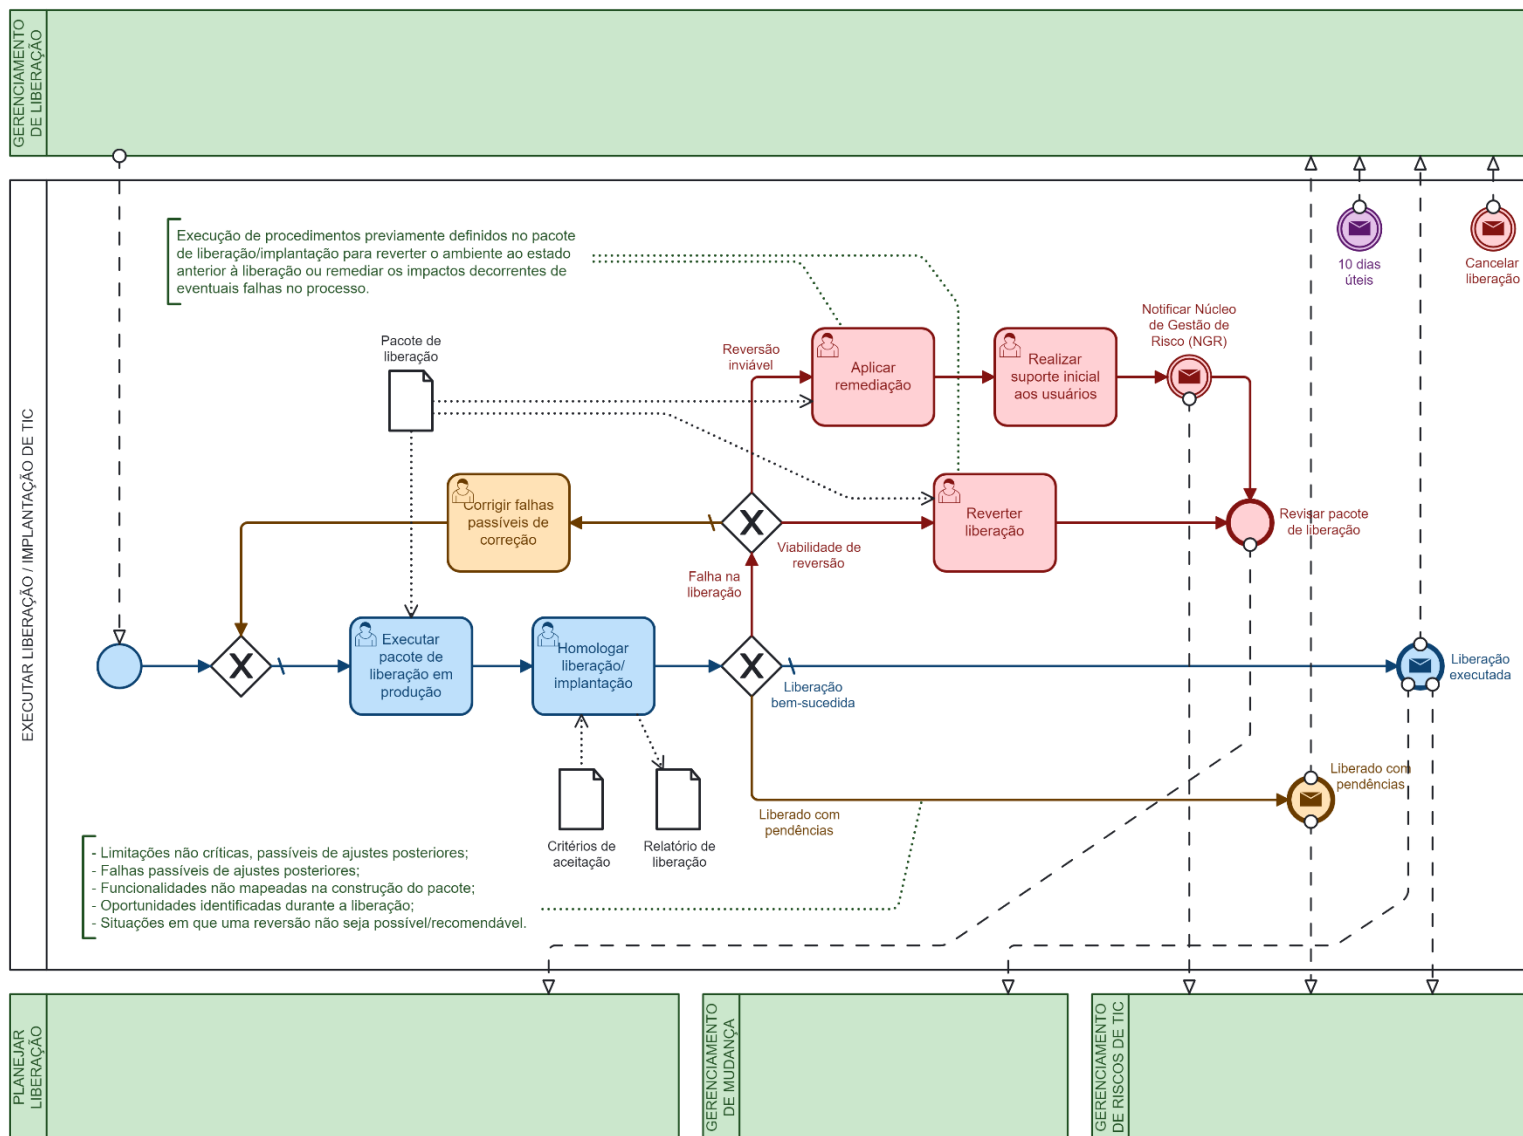 GERENCIAMENTO
DE LIBERAÇÃO
EXECUTAR LIBERAÇÃO / IMPLANTAÇÃO DE TIC
Execução de procedimentos previamente definidos no pacote
de liberação/implantação para reverter o ambiente ao estado
anterior à liberação ou remediar os impactos decorrentes de
eventuais falhas no processo.
10 dias
úteis
Cancelar
liberação
Pacote de
liberação
Reversão
inviável
Aplicar
remediação
Realizar
suporte inicial
aos usuários
Notificar Núcleo
de Gestão de
Risco (NGR)
Corrigir falhas
passíveis de
correção
Viabilidade de
reversão
Reverter
liberação
Revisar pacote
de liberação
Falha na
liberação
Executar
pacote de
liberação em
produção
Homologar
liberação/
implantação
Liberação
bem-sucedida
Liberação
executada
Critérios de
aceitação
Relatório de
liberação
Liberado com
pendências
Liberado com
pendências
- Limitações não críticas, passíveis de ajustes posteriores;
- Falhas passíveis de ajustes posteriores;
- Funcionalidades não mapeadas na construção do pacote;
- Oportunidades identificadas durante a liberação;
- Situações em que uma reversão não seja possível/recomendável.
PLANEJAR
LIBERAÇÃO
GERENCIAMENTO
DE MUDANÇA
GERENCIAMENTO
DE RISCOS DE TIC